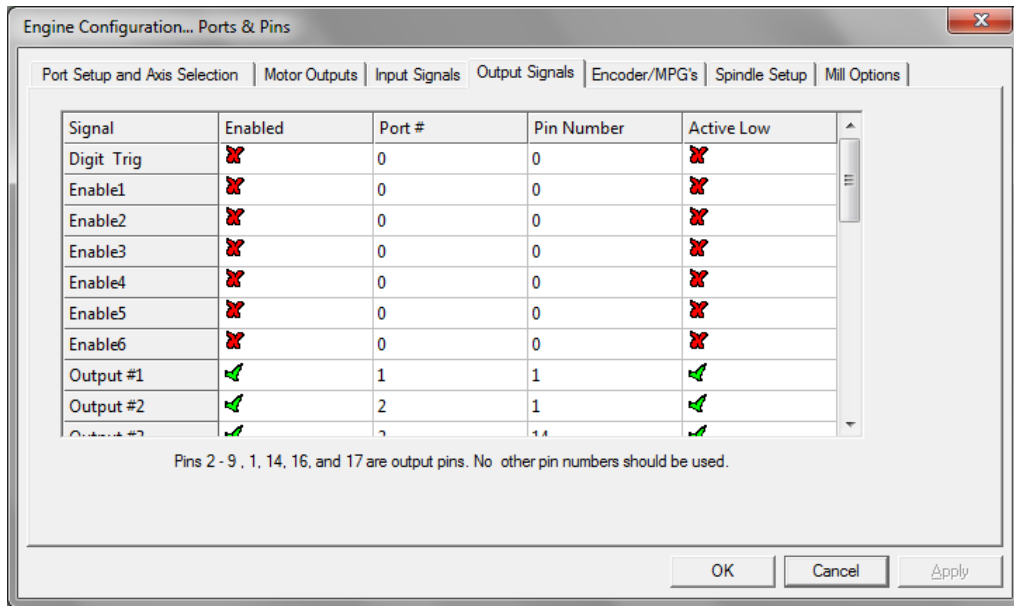 Engine Configuration... Ports & Pins
Port Setup and Axis Selection Motor Outputs Input Signals Output Signals Encoder/MPG's Spindle Setup Mill Options
Signal Enabled Port # Pin Number Active Low
Digit Trig 0 0
Enable1 0 0
Enable2 0 0
Enable3 0 0
Enable4 0 0
Enable5 0 0
Enable6 0 0
Output #1 1 1
Output #2 2 1
Pins 2 - 9 , 1, 14, 16, and 17 are output pins. No other pin numbers should be used.
OK Cancel Apply